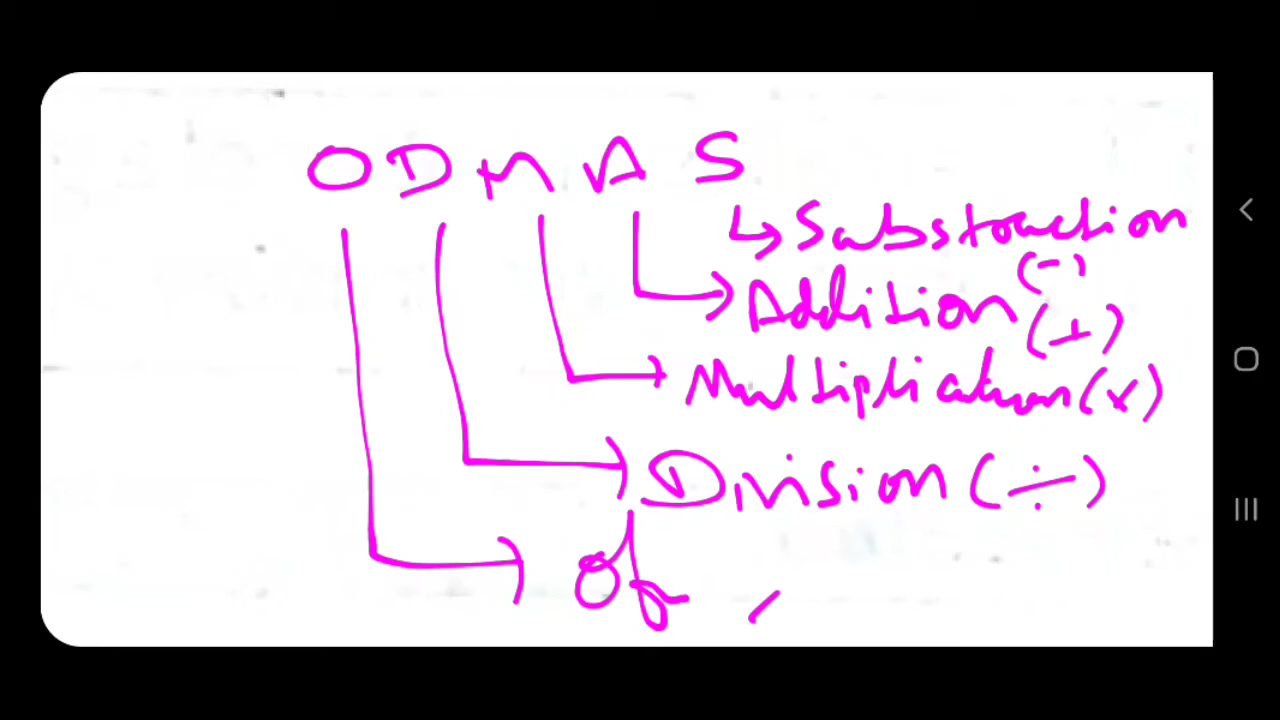 O D M A S
Substraction
(-)
Addition
(+)
Multiplication (x)
Division (÷)
of